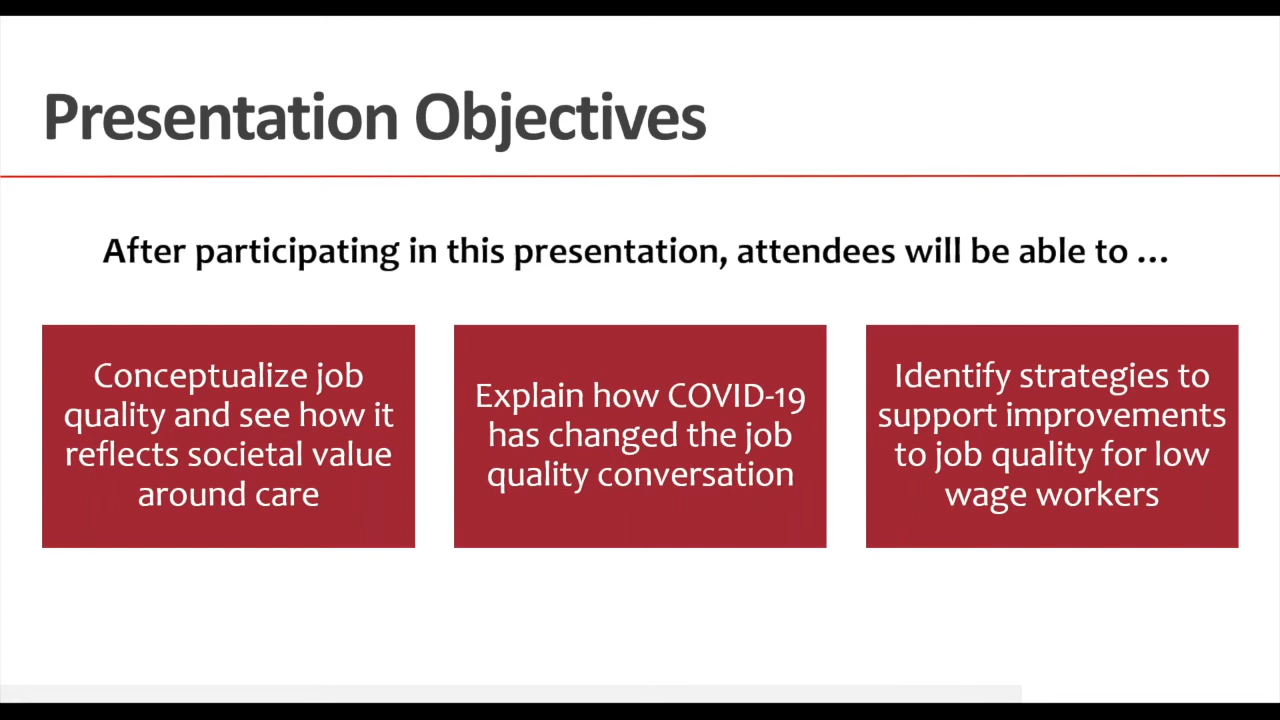 Presentation Objectives
After participating in this presentation, attendees will be able to ...
Conceptualize job
quality and see how it
reflects societal value
around care
Explain how COVID-19
has changed the job
quality conversation
Identify strategies to
support improvements
to job quality for low
wage workers